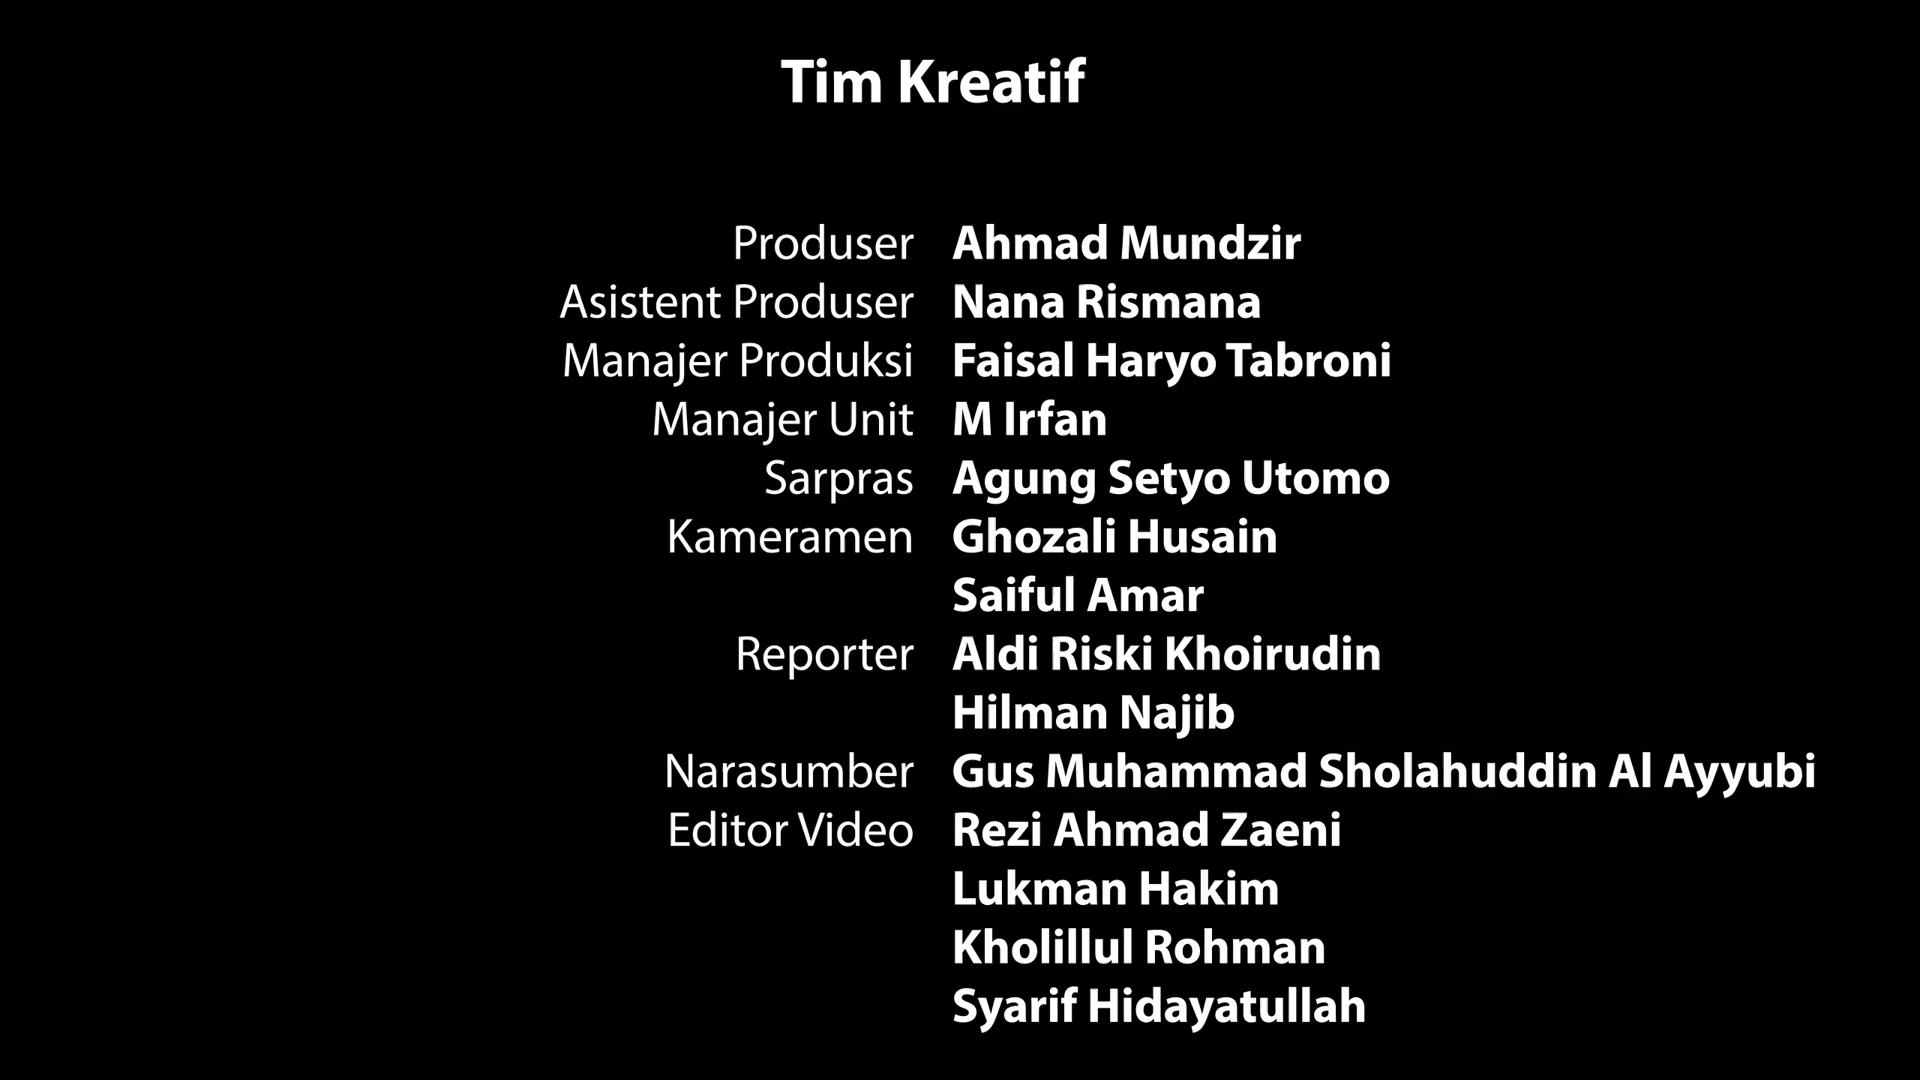 Tim Kreatif
Produser Ahmad Mundzir
Asistent Produser Nana Rismana
Manajer Produksi Faisal Haryo Tabroni
Manajer Unit M Irfan
Sarpras Agung Setyo Utomo
Kameramen Ghozali Husain
Saiful Amar
Reporter Aldi Riski Khoirudin
Hilman Najib
Narasumber Gus Muhammad Sholahuddin Al Ayyubi
Editor Video Rezi Ahmad Zaeni
Lukman Hakim
Kholillul Rohman
Syarif Hidayatullah